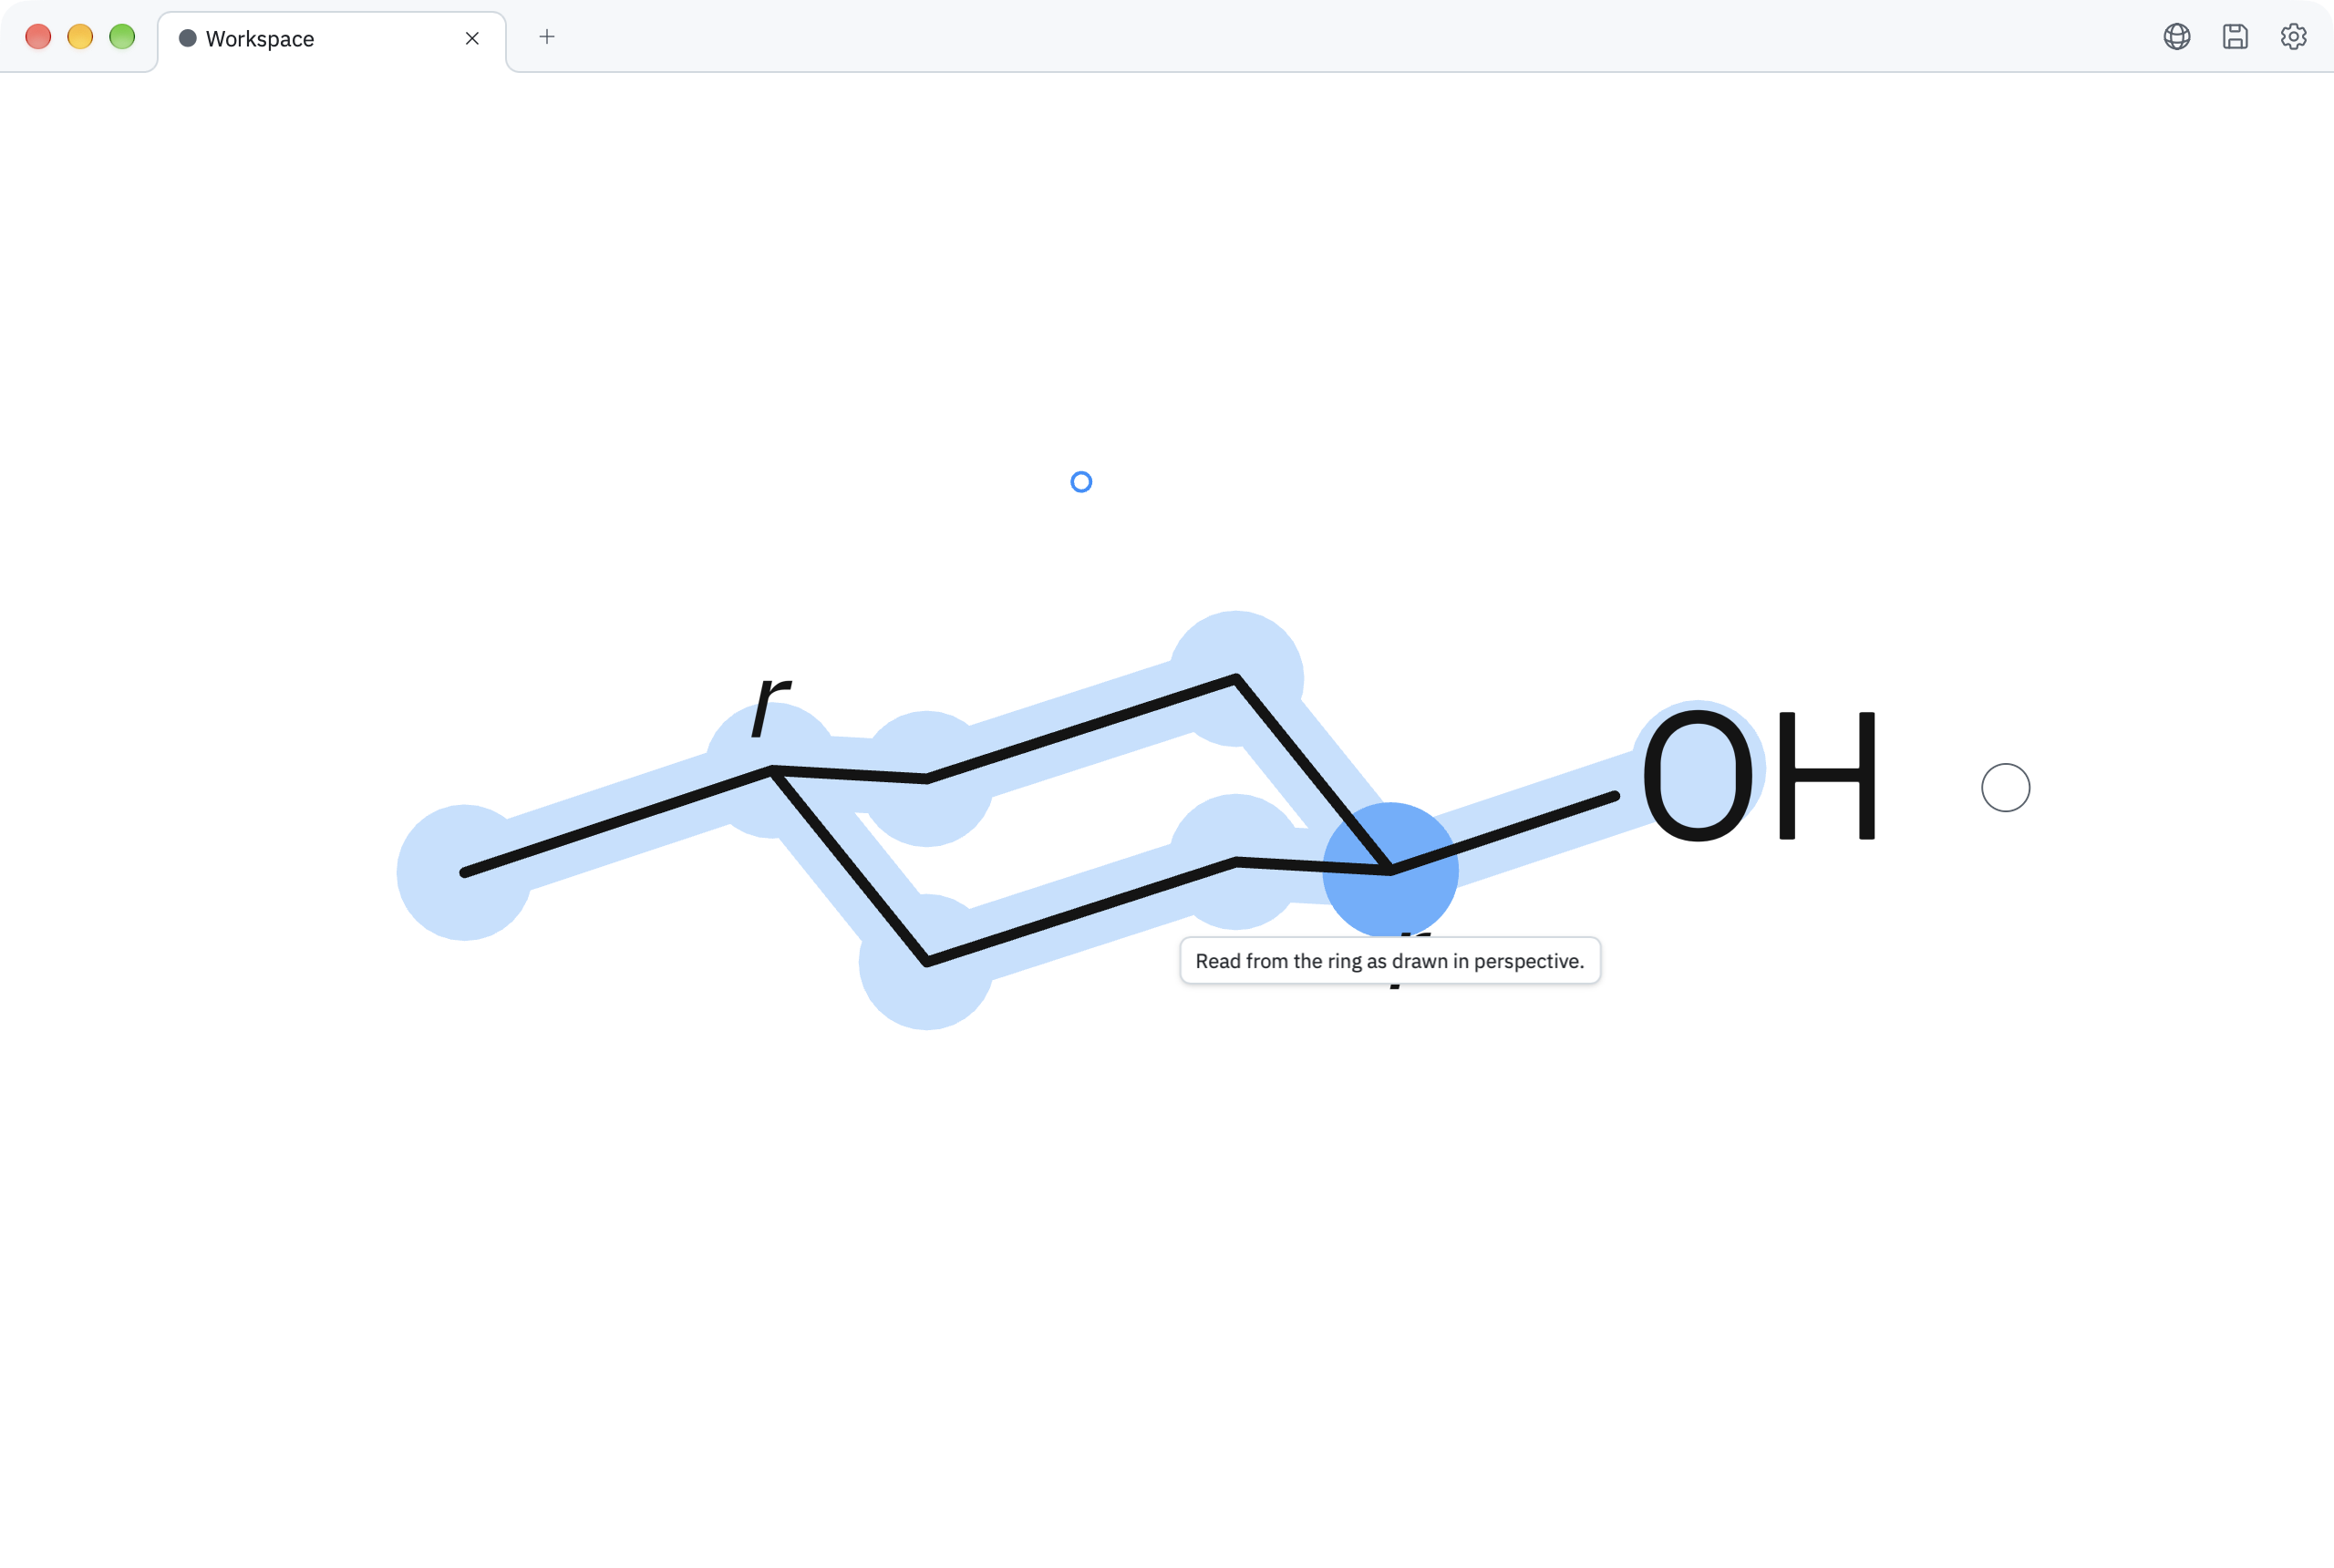 Workspace
r
OH
Read from the ring as drawn in perspective.